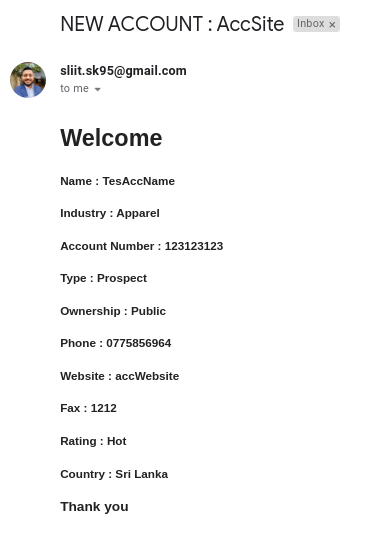 NEW ACCOUNT : AccSite Inbox ×
sliit.sk95@gmail.com
to me
Welcome
Name : TesAccName
Industry : Apparel
Account Number : 123123123
Type : Prospect
Ownership : Public
Phone : 0775856964
Website : accWebsite
Fax : 1212
Rating : Hot
Country : Sri Lanka
Thank you